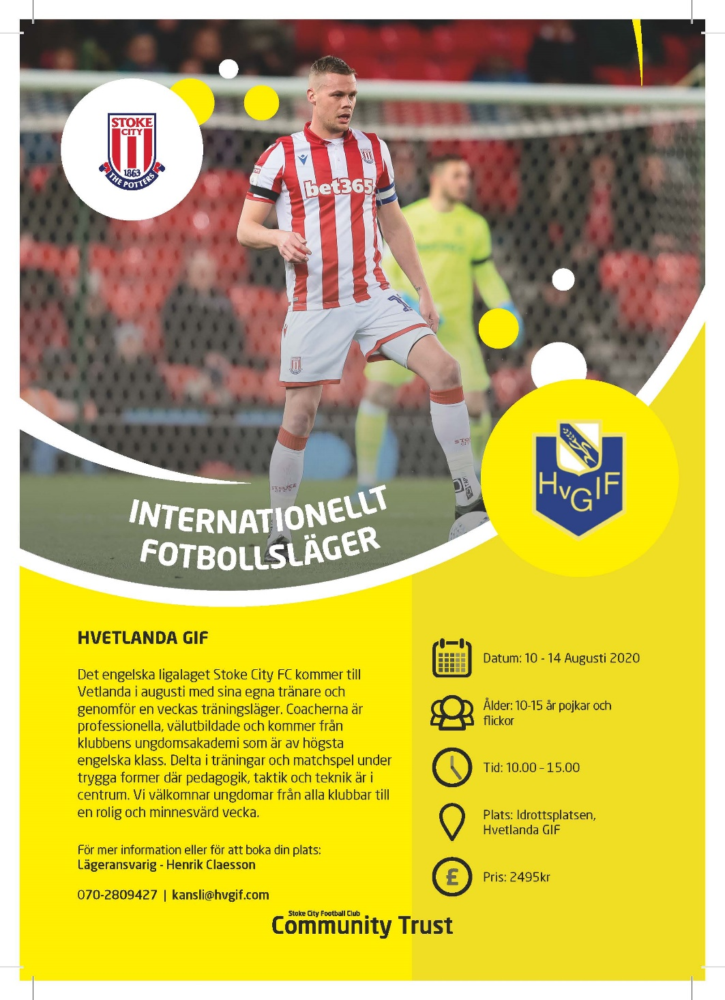 STOKE
CITY
1863
THE POTTERS
bet365
STOKE
CITY
INTERNATIONELLT
FOTBOLLSLÄGER
HvGIF
HVETLANDA GIF
Det engelska ligalaget Stoke City FC kommer till
Vetlanda i augusti med sina egna tränare och
genomför en veckas träningsläger. Coacherna är
professionella, välutbildade och kommer från
klubbens ungdomsakademi som är av högsta
engelska klass. Delta i träningar och matchspel under
trygga former där pedagogik, taktik och teknik är i
centrum. Vi välkomnar ungdomar från alla klubbar till
en rolig och minnesvärd vecka.
För mer information eller för att boka din plats:
Lägeransvarig - Henrik Claesson
070-2809427 | kansli@hvgif.com
Datum: 10 - 14 Augusti 2020
Ålder: 10-15 år pojkar och
flickor
Tid: 10.00 – 15.00
Plats: Idrottsplatsen,
Hvetlanda GIF
£
Pris: 2495kr
Stoke City Football Club
Community Trust